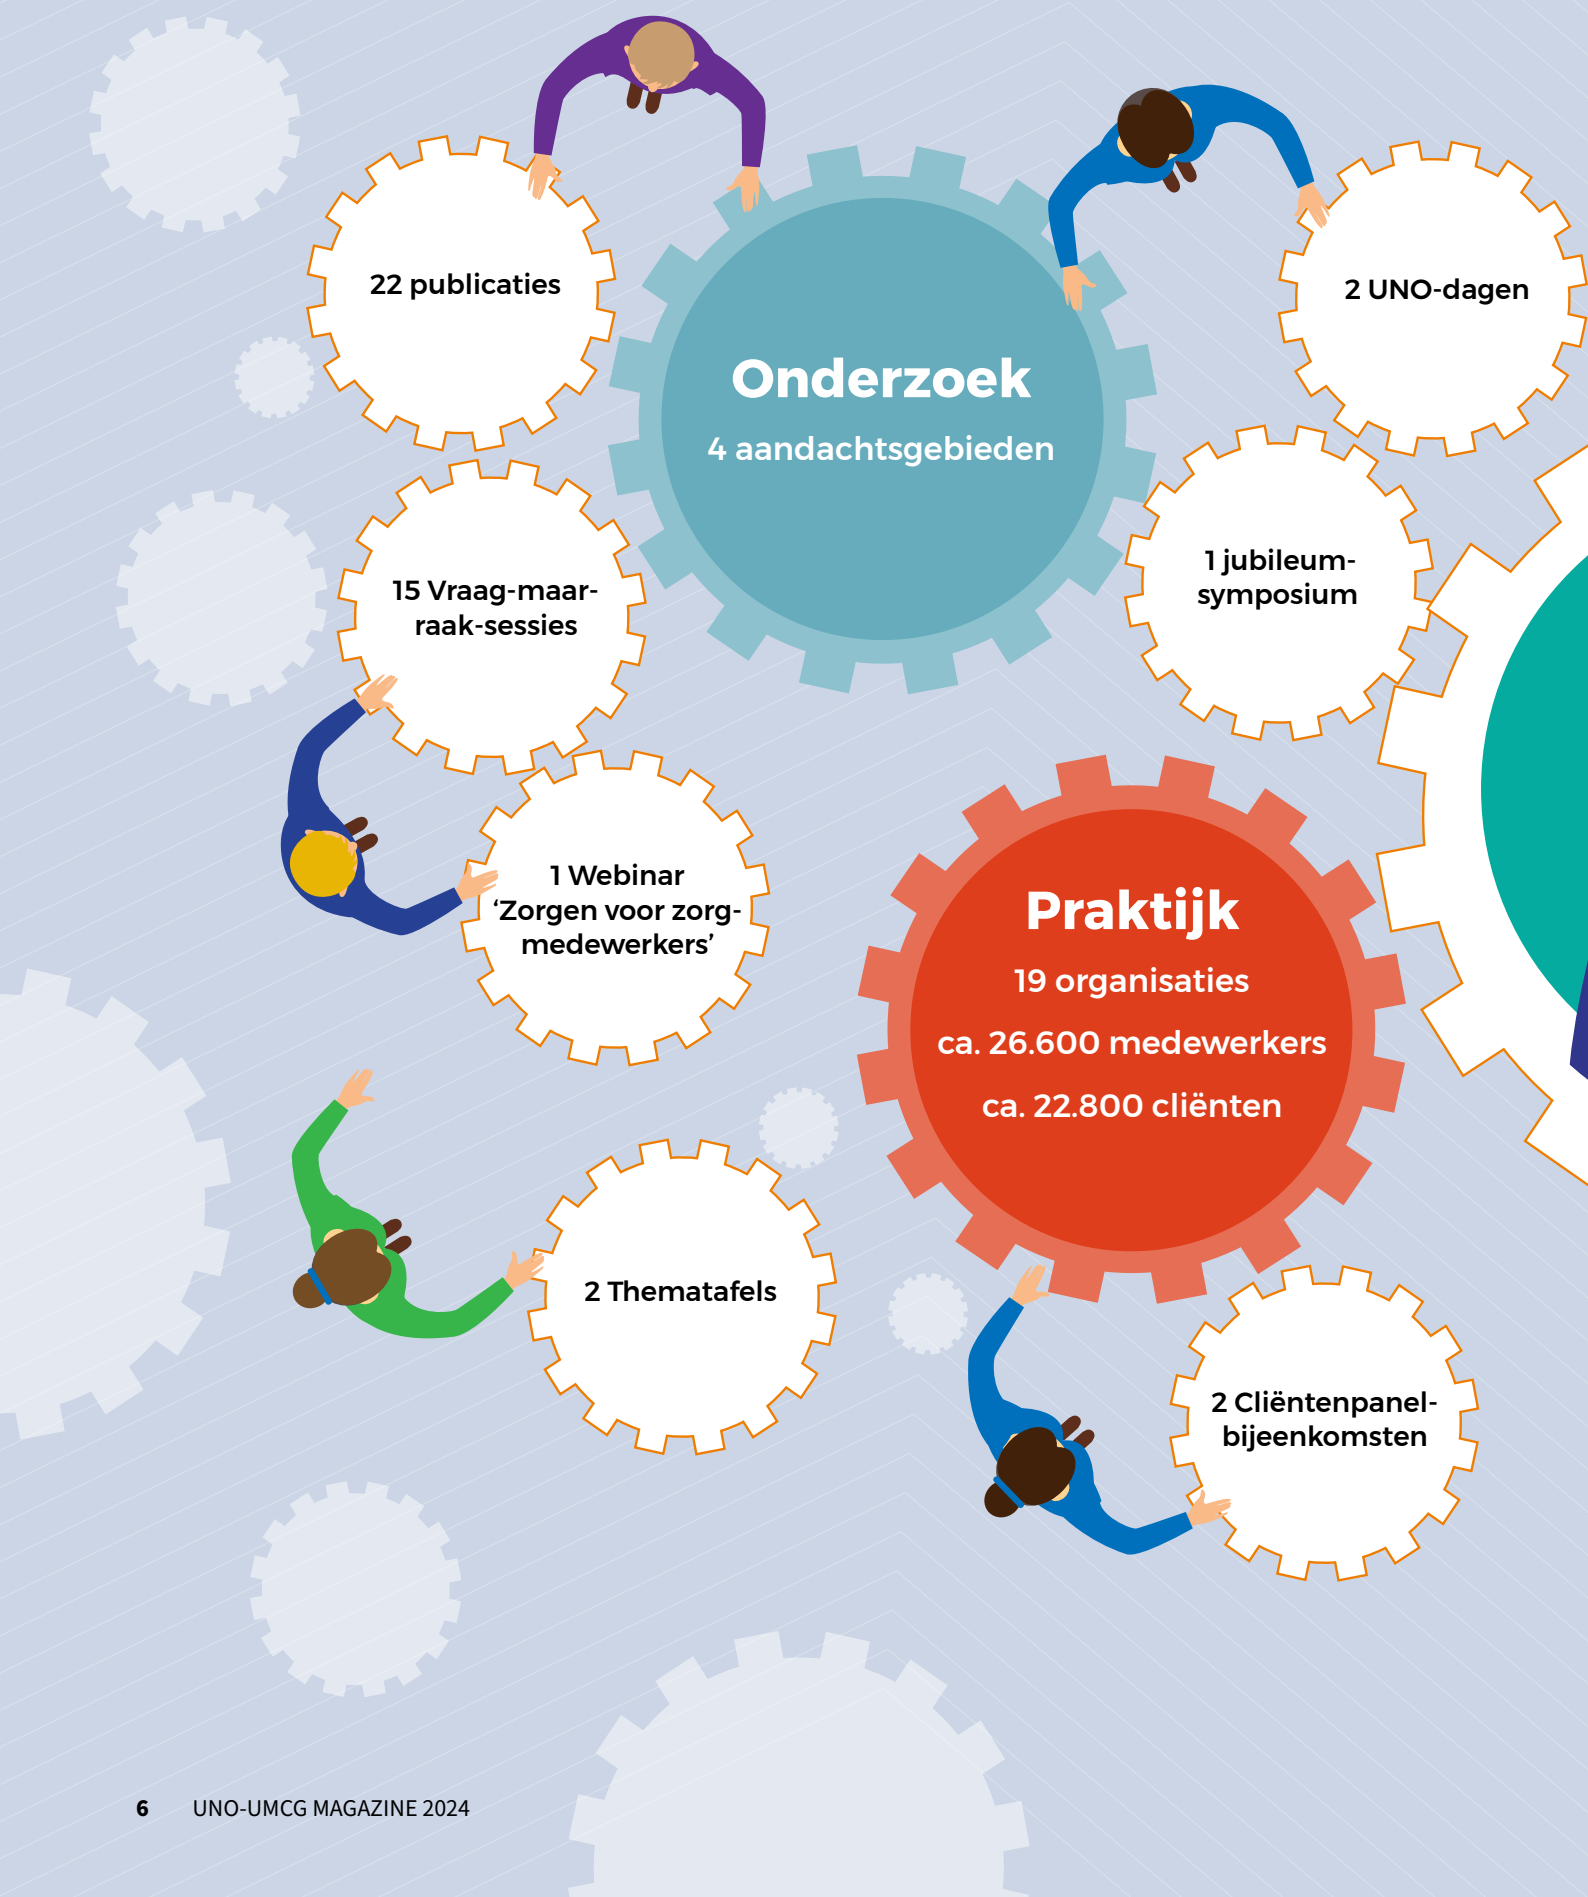 22 publicaties
Onderzoek
4 aandachtsgebieden
2 UNO-dagen
1 jubileum-
symposium
15 Vraag-maar-
raak-sessies
1 Webinar
‘Zorgen voor zorg-
medewerkers’
Praktijk
19 organisaties
ca. 26.600 medewerkers
ca. 22.800 cliënten
2 Thematafels
2 Cliëntenpanel-
bijeenkomsten
6 UNO-UMCG MAGAZINE 2024